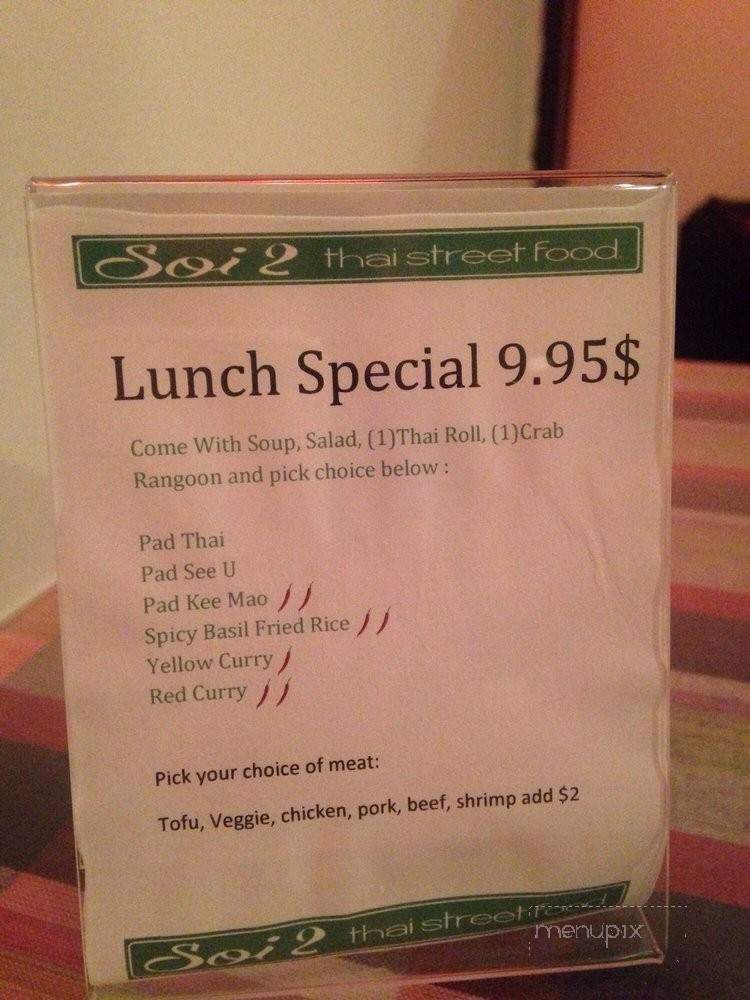 Soi 2 thai street food
Lunch Special 9.95$
Come With Soup, Salad, (1)Thai Roll, (1)Crab
Rangoon and pick choice below :
Pad Thai
Pad See U
Pad Kee Mao
Spicy Basil Fried Rice
Yellow Curry
Red Curry
Pick your choice of meat:
Tofu, Veggie, chicken, pork, beef, shrimp add $2
Soi 2 thai street food
menupix